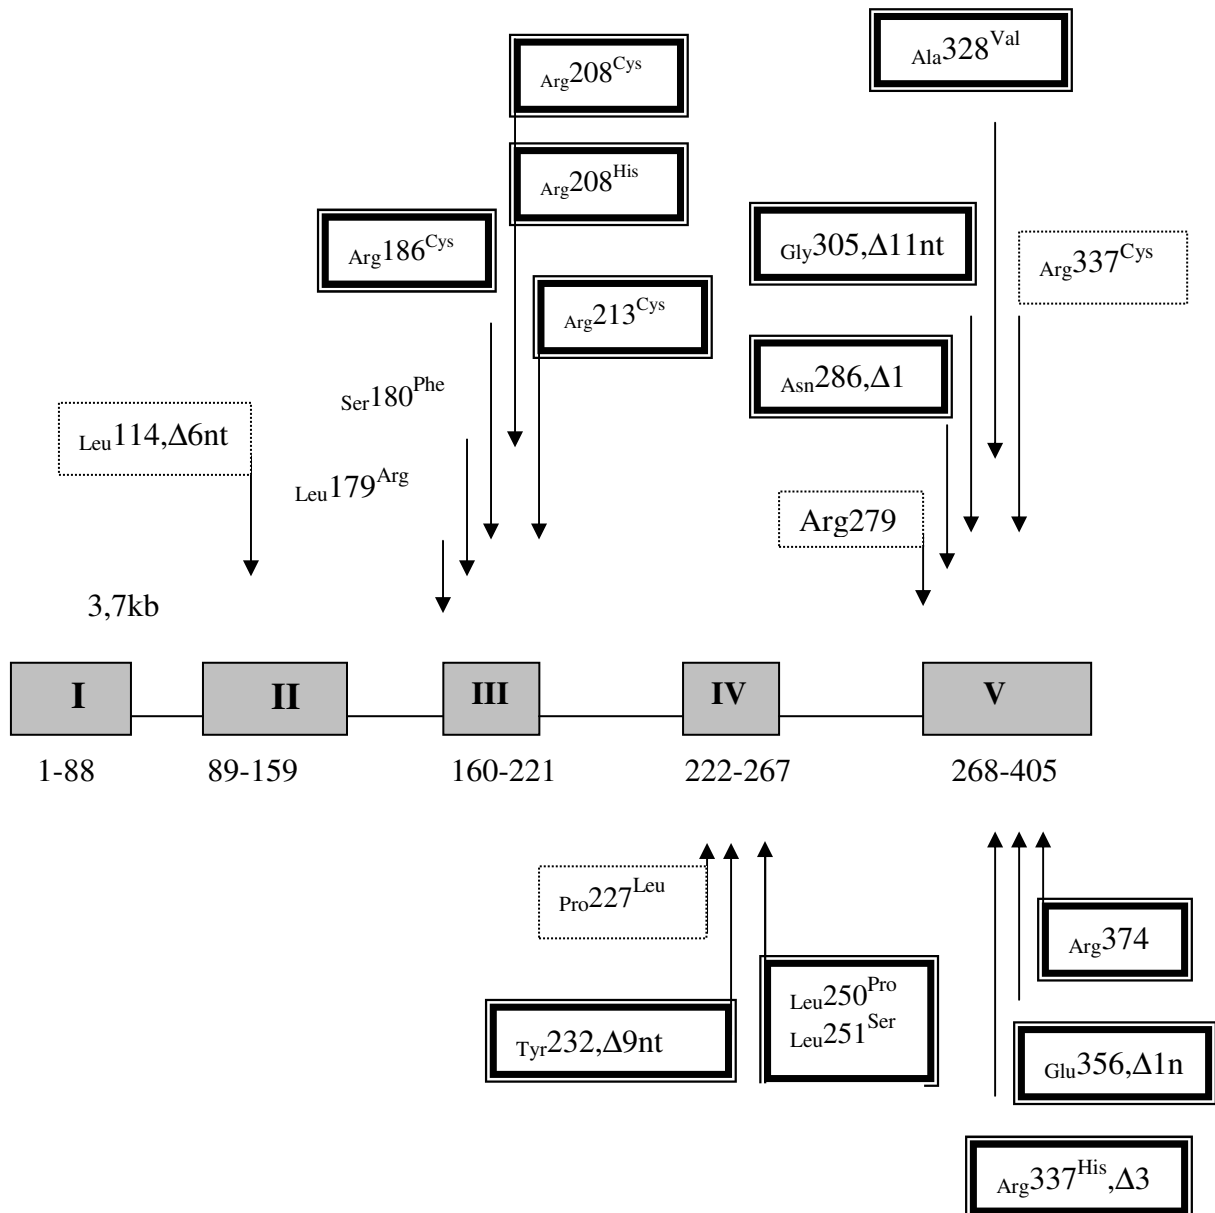 Arg208Cys
Ala328Val
Arg208His
Arg186Cys
Gly305,Δ11nt
Arg337Cys
Arg213Cys
Asn286,Δ1
Ser180Phe
Leu114,Δ6nt
Leu179Arg
Arg279
3,7kb
I II III IV V
1-88 89-159 160-221 222-267 268-405
Pro227Leu
Arg374
Leu250Pro
Leu251Ser
Tyr232,Δ9nt
Glu356,Δ1n
Arg337His,Δ3